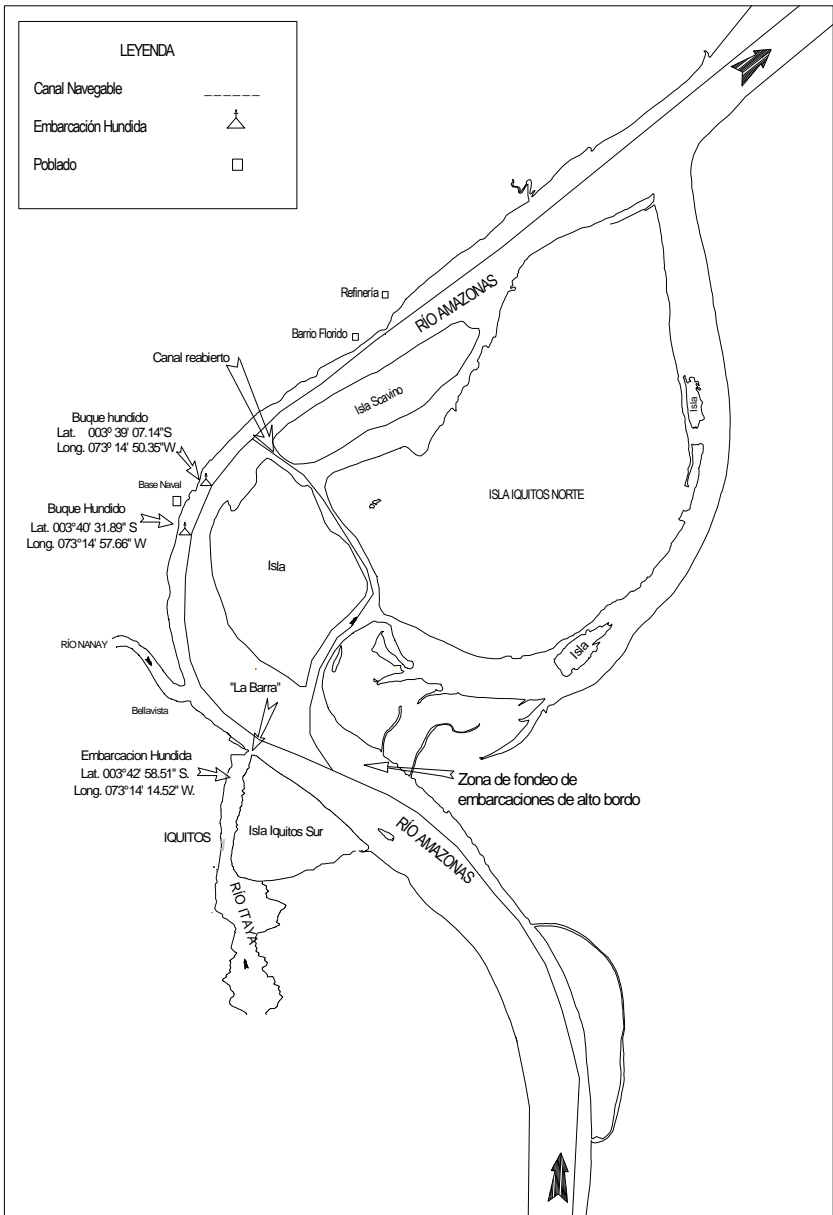 LEYENDA
Canal Navegable
Embarcación Hundida
Poblado
Refinería
RÍO AMAZONAS
Barrio Florido
Canal reabierto
Isla Scavino
Isla
Buque hundido
Lat. 003º 39' 07.14"S
Long. 073º 14' 50.35"W
Base Naval
ISLA IQUITOS NORTE
Buque Hundido
Lat. 003°40' 31.89" S
Long. 073°14' 57.66" W
Isla
RÍO NANAY
Isla
"La Barra"
Bellavista
Embarcacion Hundida
Lat. 003°42' 58.51" S.
Long. 073°14' 14.52" W.
Zona de fondeo de
embarcaciones de alto bordo
IQUITOS
Isla Iquitos Sur
RÍO AMAZONAS
RÍO ITAYA